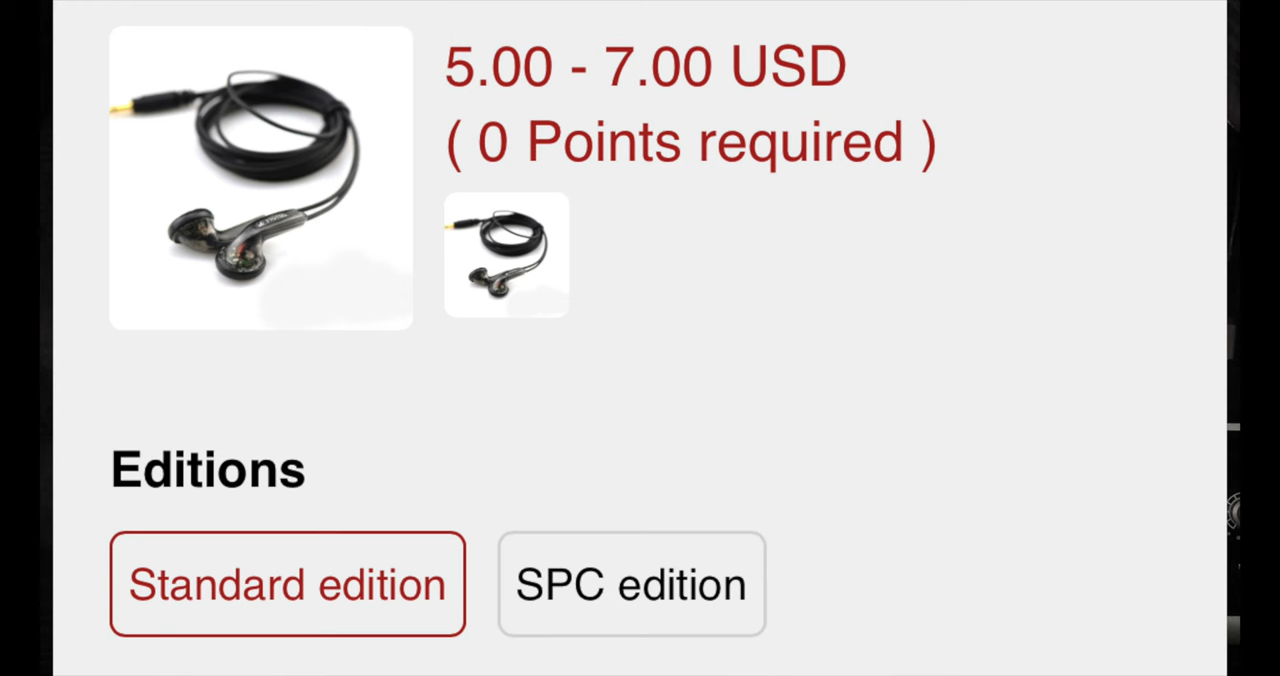 5.00 - 7.00 USD
( 0 Points required )
Editions
Standard edition
SPC edition